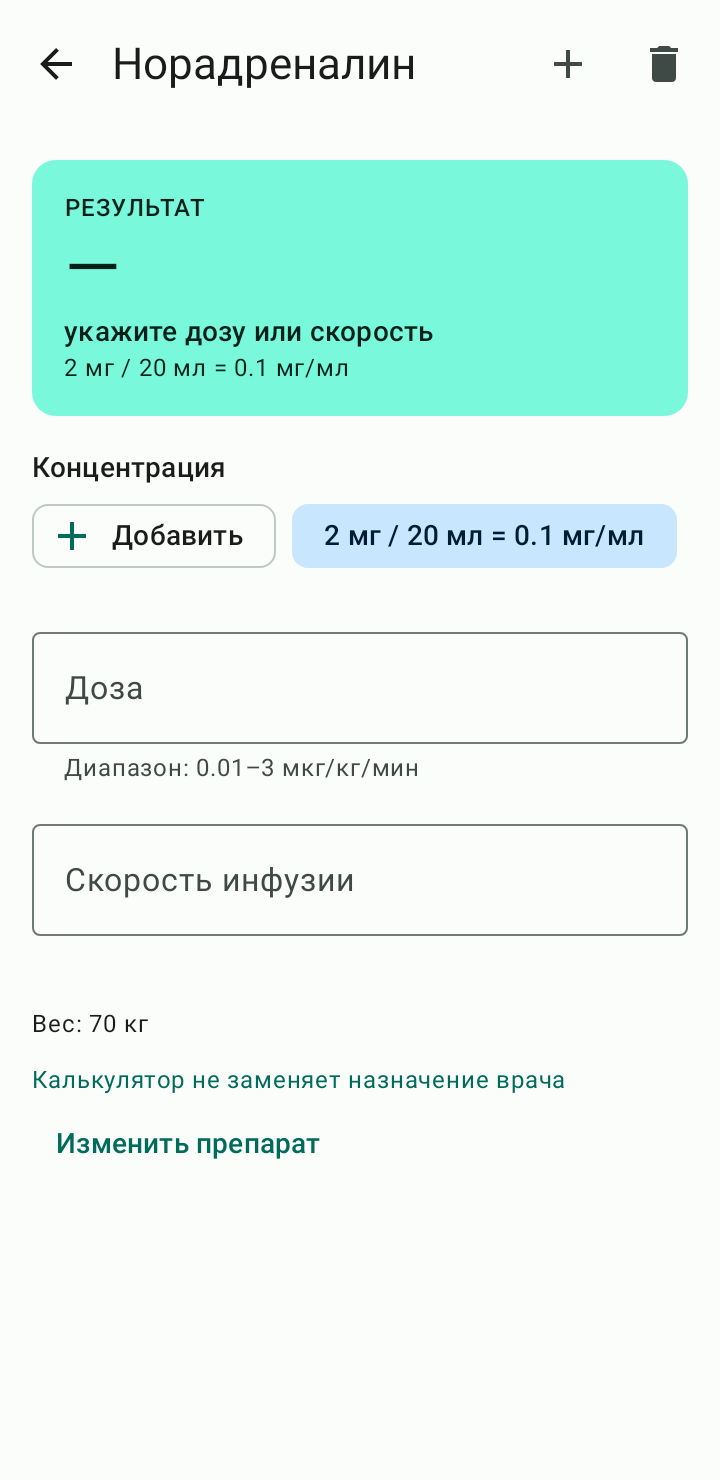 Норадреналин
РЕЗУЛЬТАТ
—
укажите дозу или скорость
2 мг / 20 мл = 0.1 мг/мл
Концентрация
Добавить
2 мг / 20 мл = 0.1 мг/мл
Доза
Диапазон: 0.01–3 мкг/кг/мин
Скорость инфузии
Вес: 70 кг
Калькулятор не заменяет назначение врача
Изменить препарат